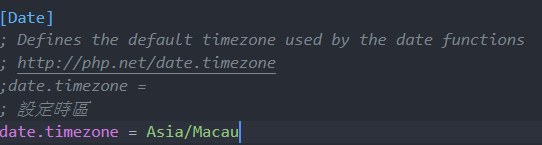 [Date]
; Defines the default timezone used by the date functions
; http://php.net/date.timezone
;date.timezone =
; 設定時區
date.timezone = Asia/Macau